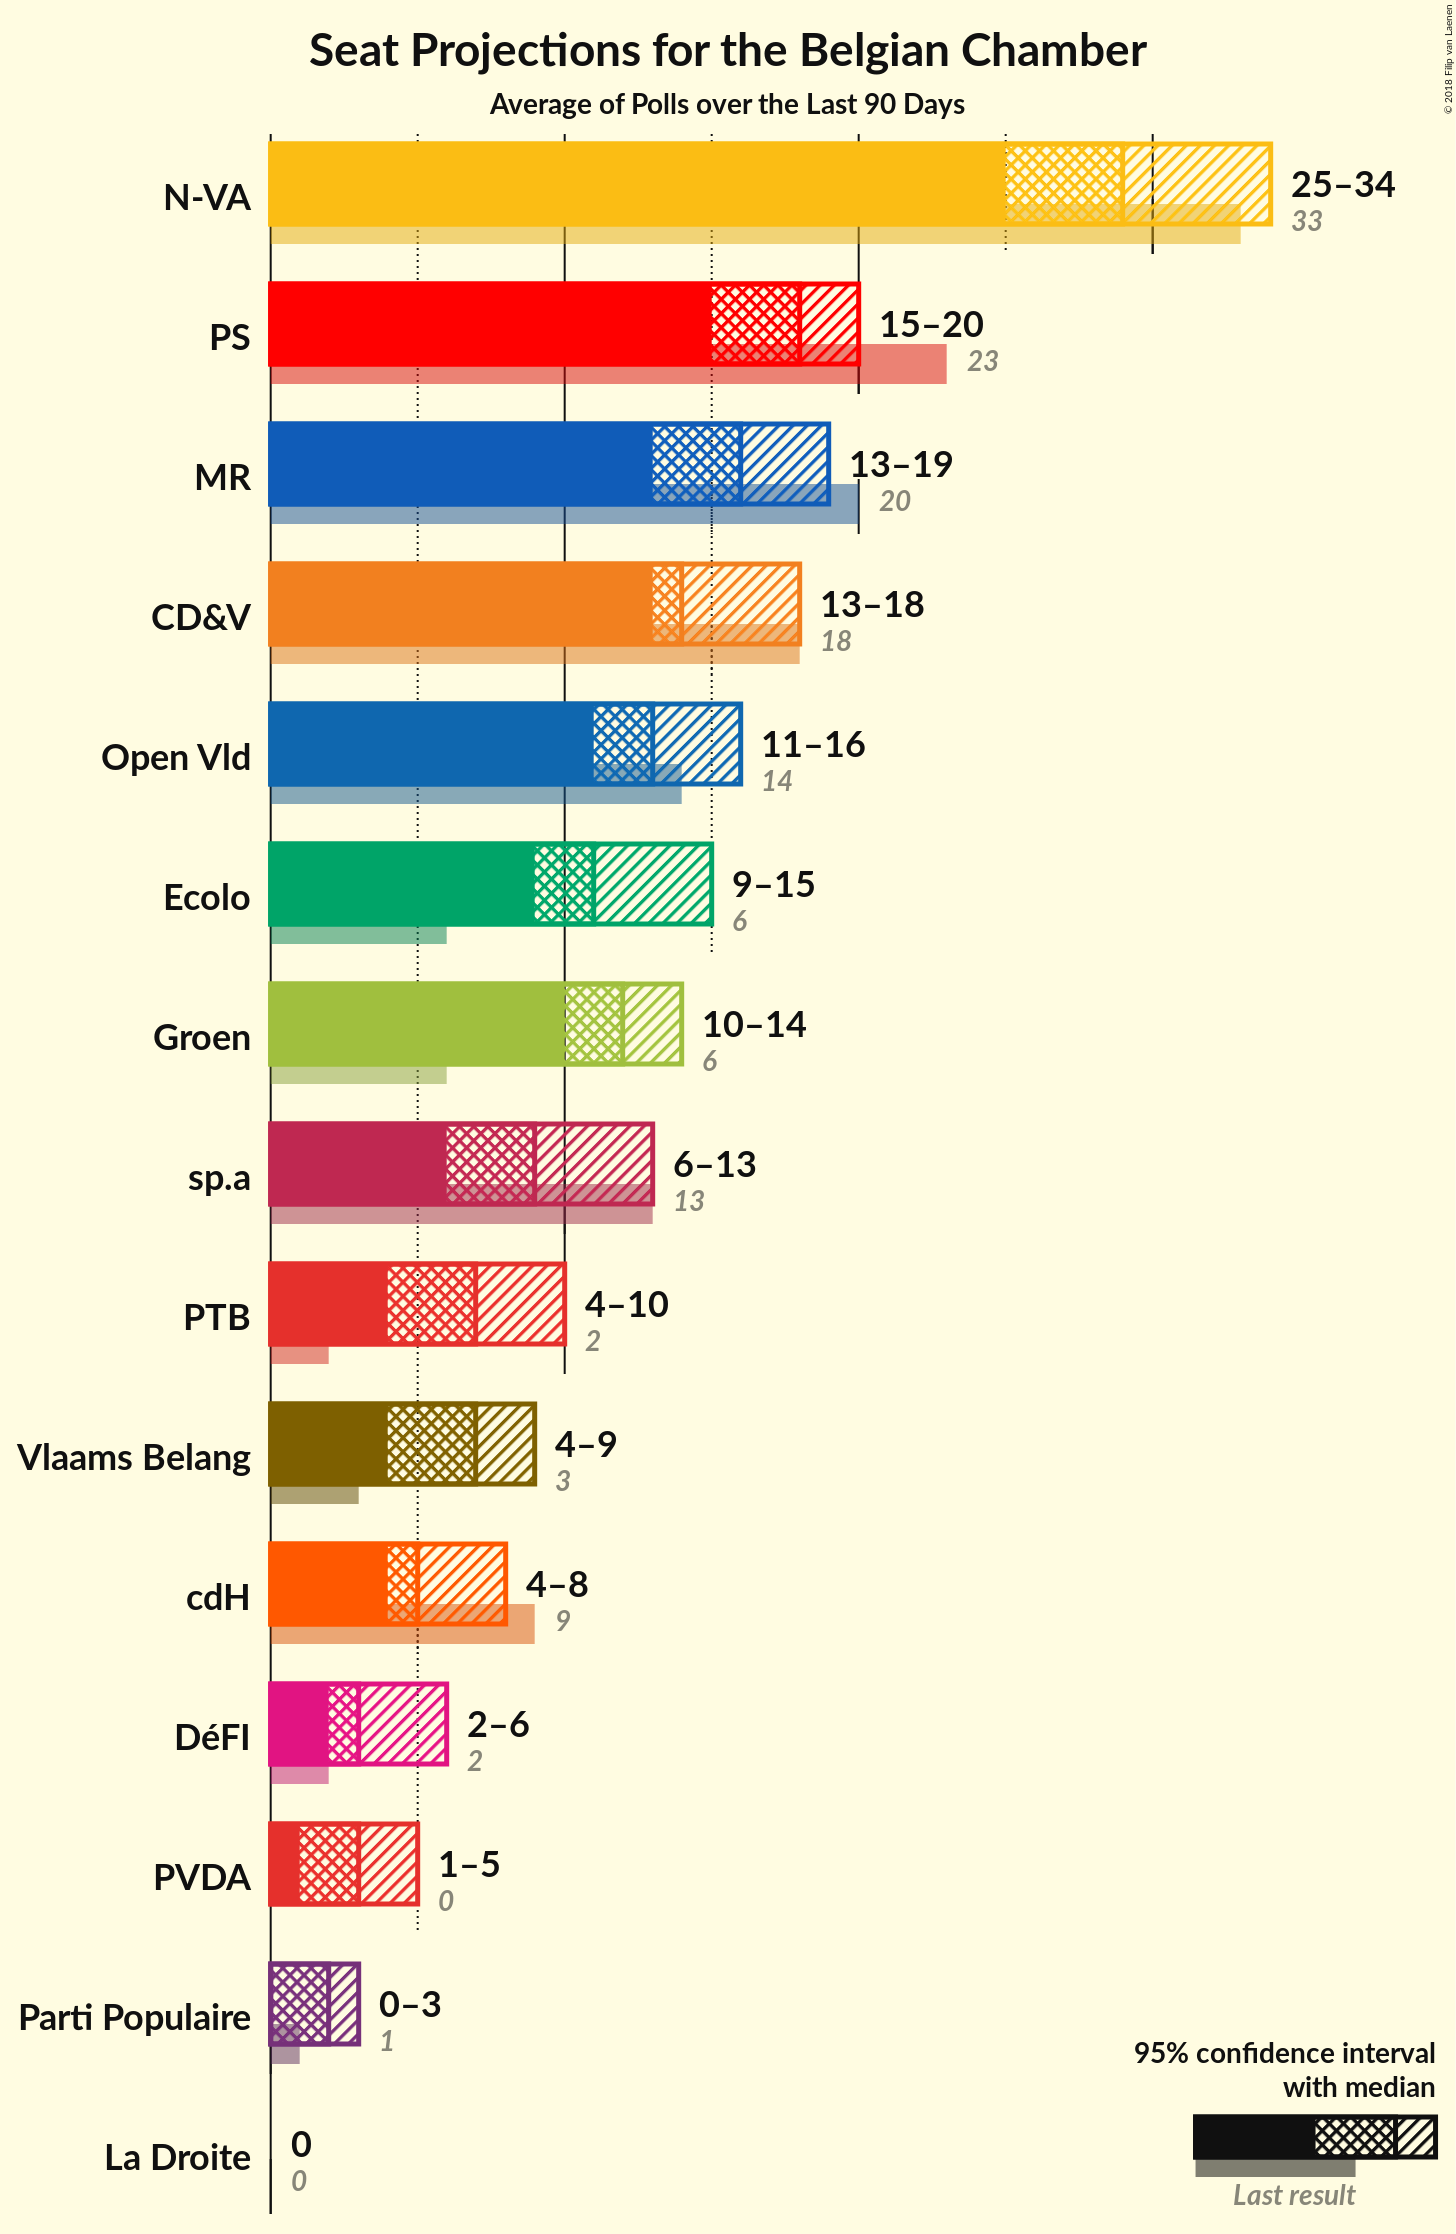 Seat Projections for the Belgian Chamber
Average of Polls over the Last 90 Days
© 2018 Filip van Laenen
N-VA
25–34
33
PS
15–20
23
MR
13–19
20
CD&V
13–18
18
Open Vld
11–16
14
Ecolo
9–15
6
Groen
10–14
6
sp.a
6–13
13
PTB
4–10
2
Vlaams Belang
4–9
3
cdH
4–8
9
DéFI
2–6
2
PVDA
1–5
0
Parti Populaire
0–3
1
La Droite
0
0
95% confidence interval
with median
Last result